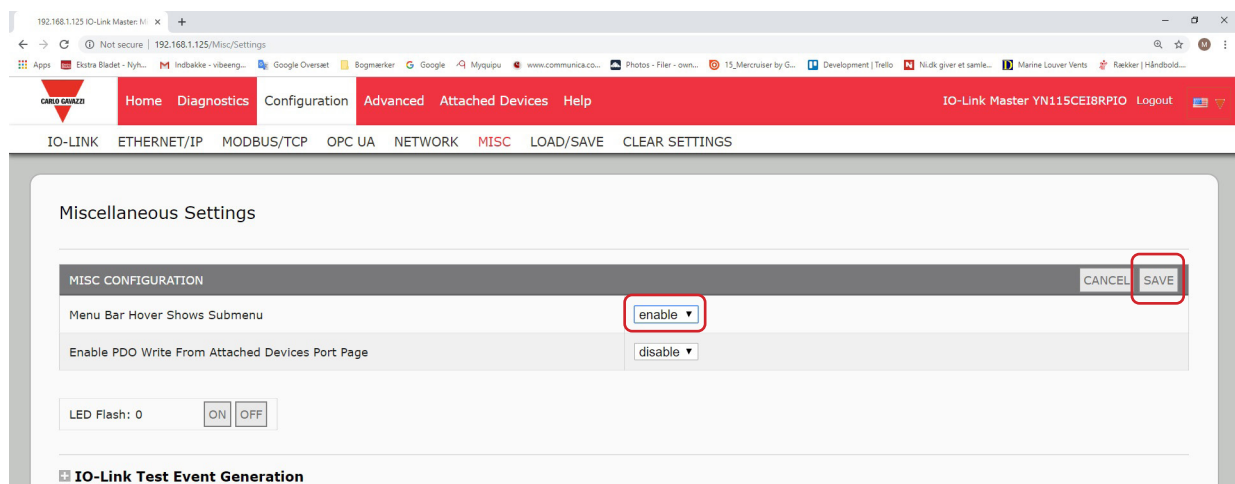 192.168.1.125 IO-Link Master: Mi × +
Not secure | 192.168.1.125/Misc/Settings
Apps Ekstra Bladet - Nyh... Indbakke - vibeeng... Google Oversæt Bogmærker Google Myquipu www.communica.co... Photos - Filer - own... 15_Mercruiser by G... Development | Trello Ni.dk giver et samle... Marine Louver Vents Rækker | Håndbold....
CARLO GAVAZZI Home Diagnostics Configuration Advanced Attached Devices Help IO-Link Master YN115CEI8RPIO Logout
IO-LINK ETHERNET/IP MODBUS/TCP OPC UA NETWORK MISC LOAD/SAVE CLEAR SETTINGS
Miscellaneous Settings
MISC CONFIGURATION CANCEL SAVE
Menu Bar Hover Shows Submenu enable
Enable PDO Write From Attached Devices Port Page disable
LED Flash: 0 ON OFF
IO-Link Test Event Generation